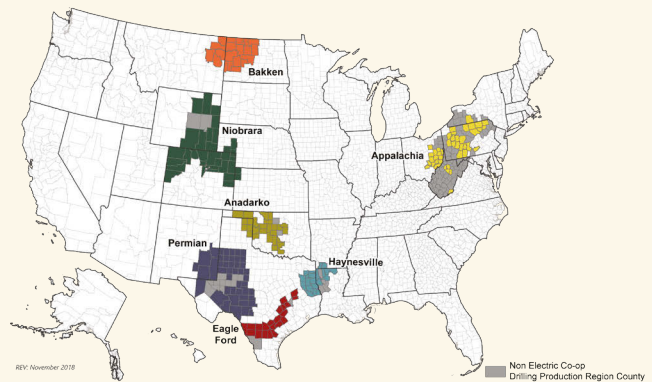 Bakken
Niobrara
Appalachia
Anadarko
Permian
Haynesville
Eagle
Ford
REV: November 2018
Non Electric Co-op
Drilling Production Region County